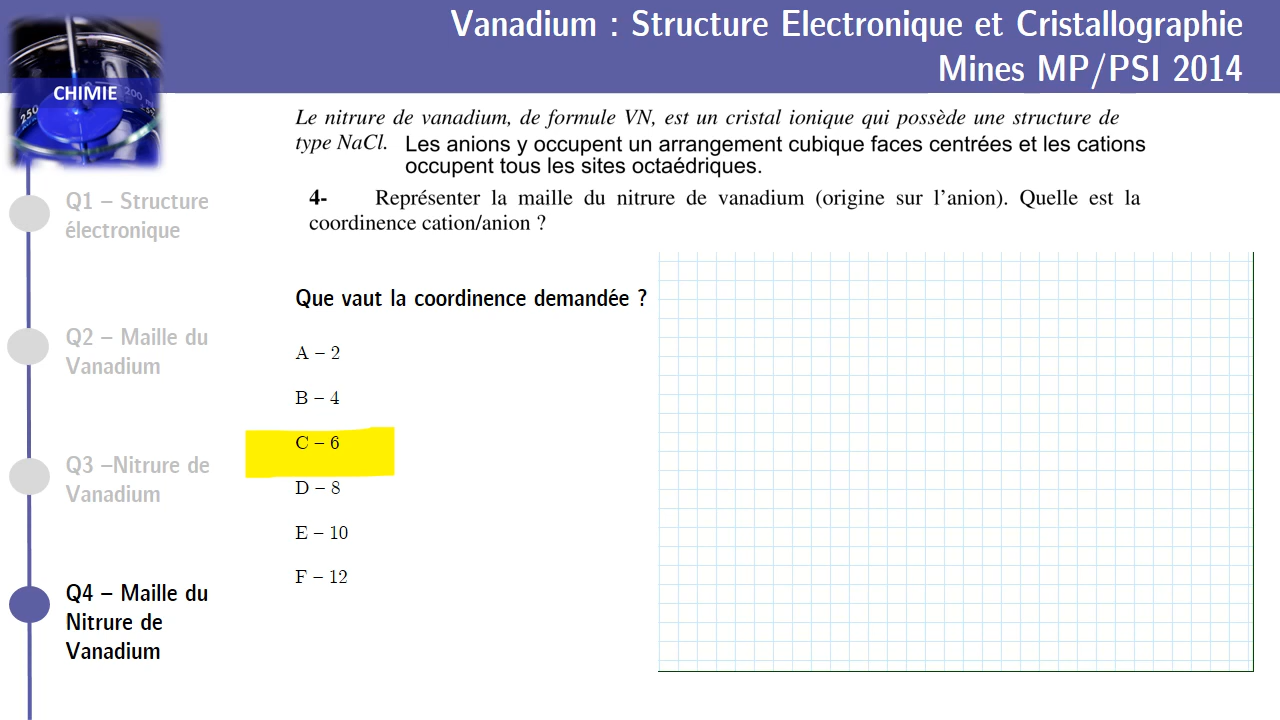 Vanadium : Structure Electronique et Cristallographie
Mines MP/PSI 2014
CHIMIE
Le nitrure de vanadium, de formule VN, est un cristal ionique qui possède une structure de
type NaCl. Les anions y occupent un arrangement cubique faces centrées et les cations
occupent tous les sites octaédriques.
4- Représenter la maille du nitrure de vanadium (origine sur l'anion). Quelle est la
coordinence cation/anion ?
Q1 – Structure
électronique
Q2 – Maille du
Vanadium
Q3 –Nitrure de
Vanadium
Q4 – Maille du
Nitrure de
Vanadium
Que vaut la coordinence demandée ?
A – 2
B – 4
C – 6
D – 8
E – 10
F – 12